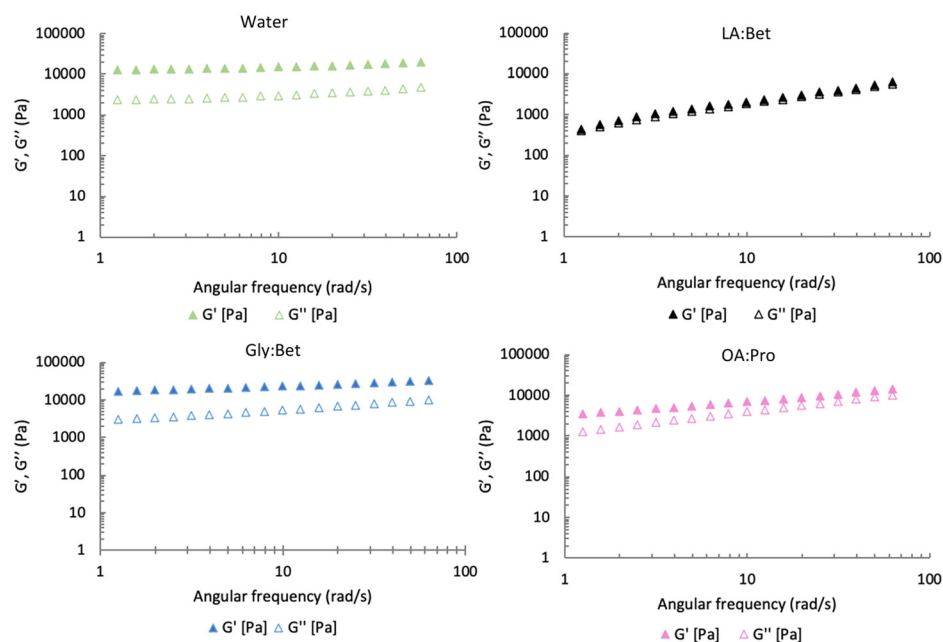 Water
100000
10000
1000
100
10
1
G′, G′′ (Pa)
1
10
100
Angular frequency (rad/s)
G' [Pa]
G'' [Pa]
LA:Bet
100000
10000
1000
100
10
1
G′, G′′ (Pa)
1
10
100
Angular frequency (rad/s)
G' [Pa]
G'' [Pa]
Gly:Bet
100000
10000
1000
100
10
1
G′, G′′ (Pa)
1
10
100
Angular frequency (rad/s)
G' [Pa]
G'' [Pa]
OA:Pro
100000
10000
1000
100
10
1
G′, G′′ (Pa)
1
10
100
Angular frequency (rad/s)
G' [Pa]
G'' [Pa]